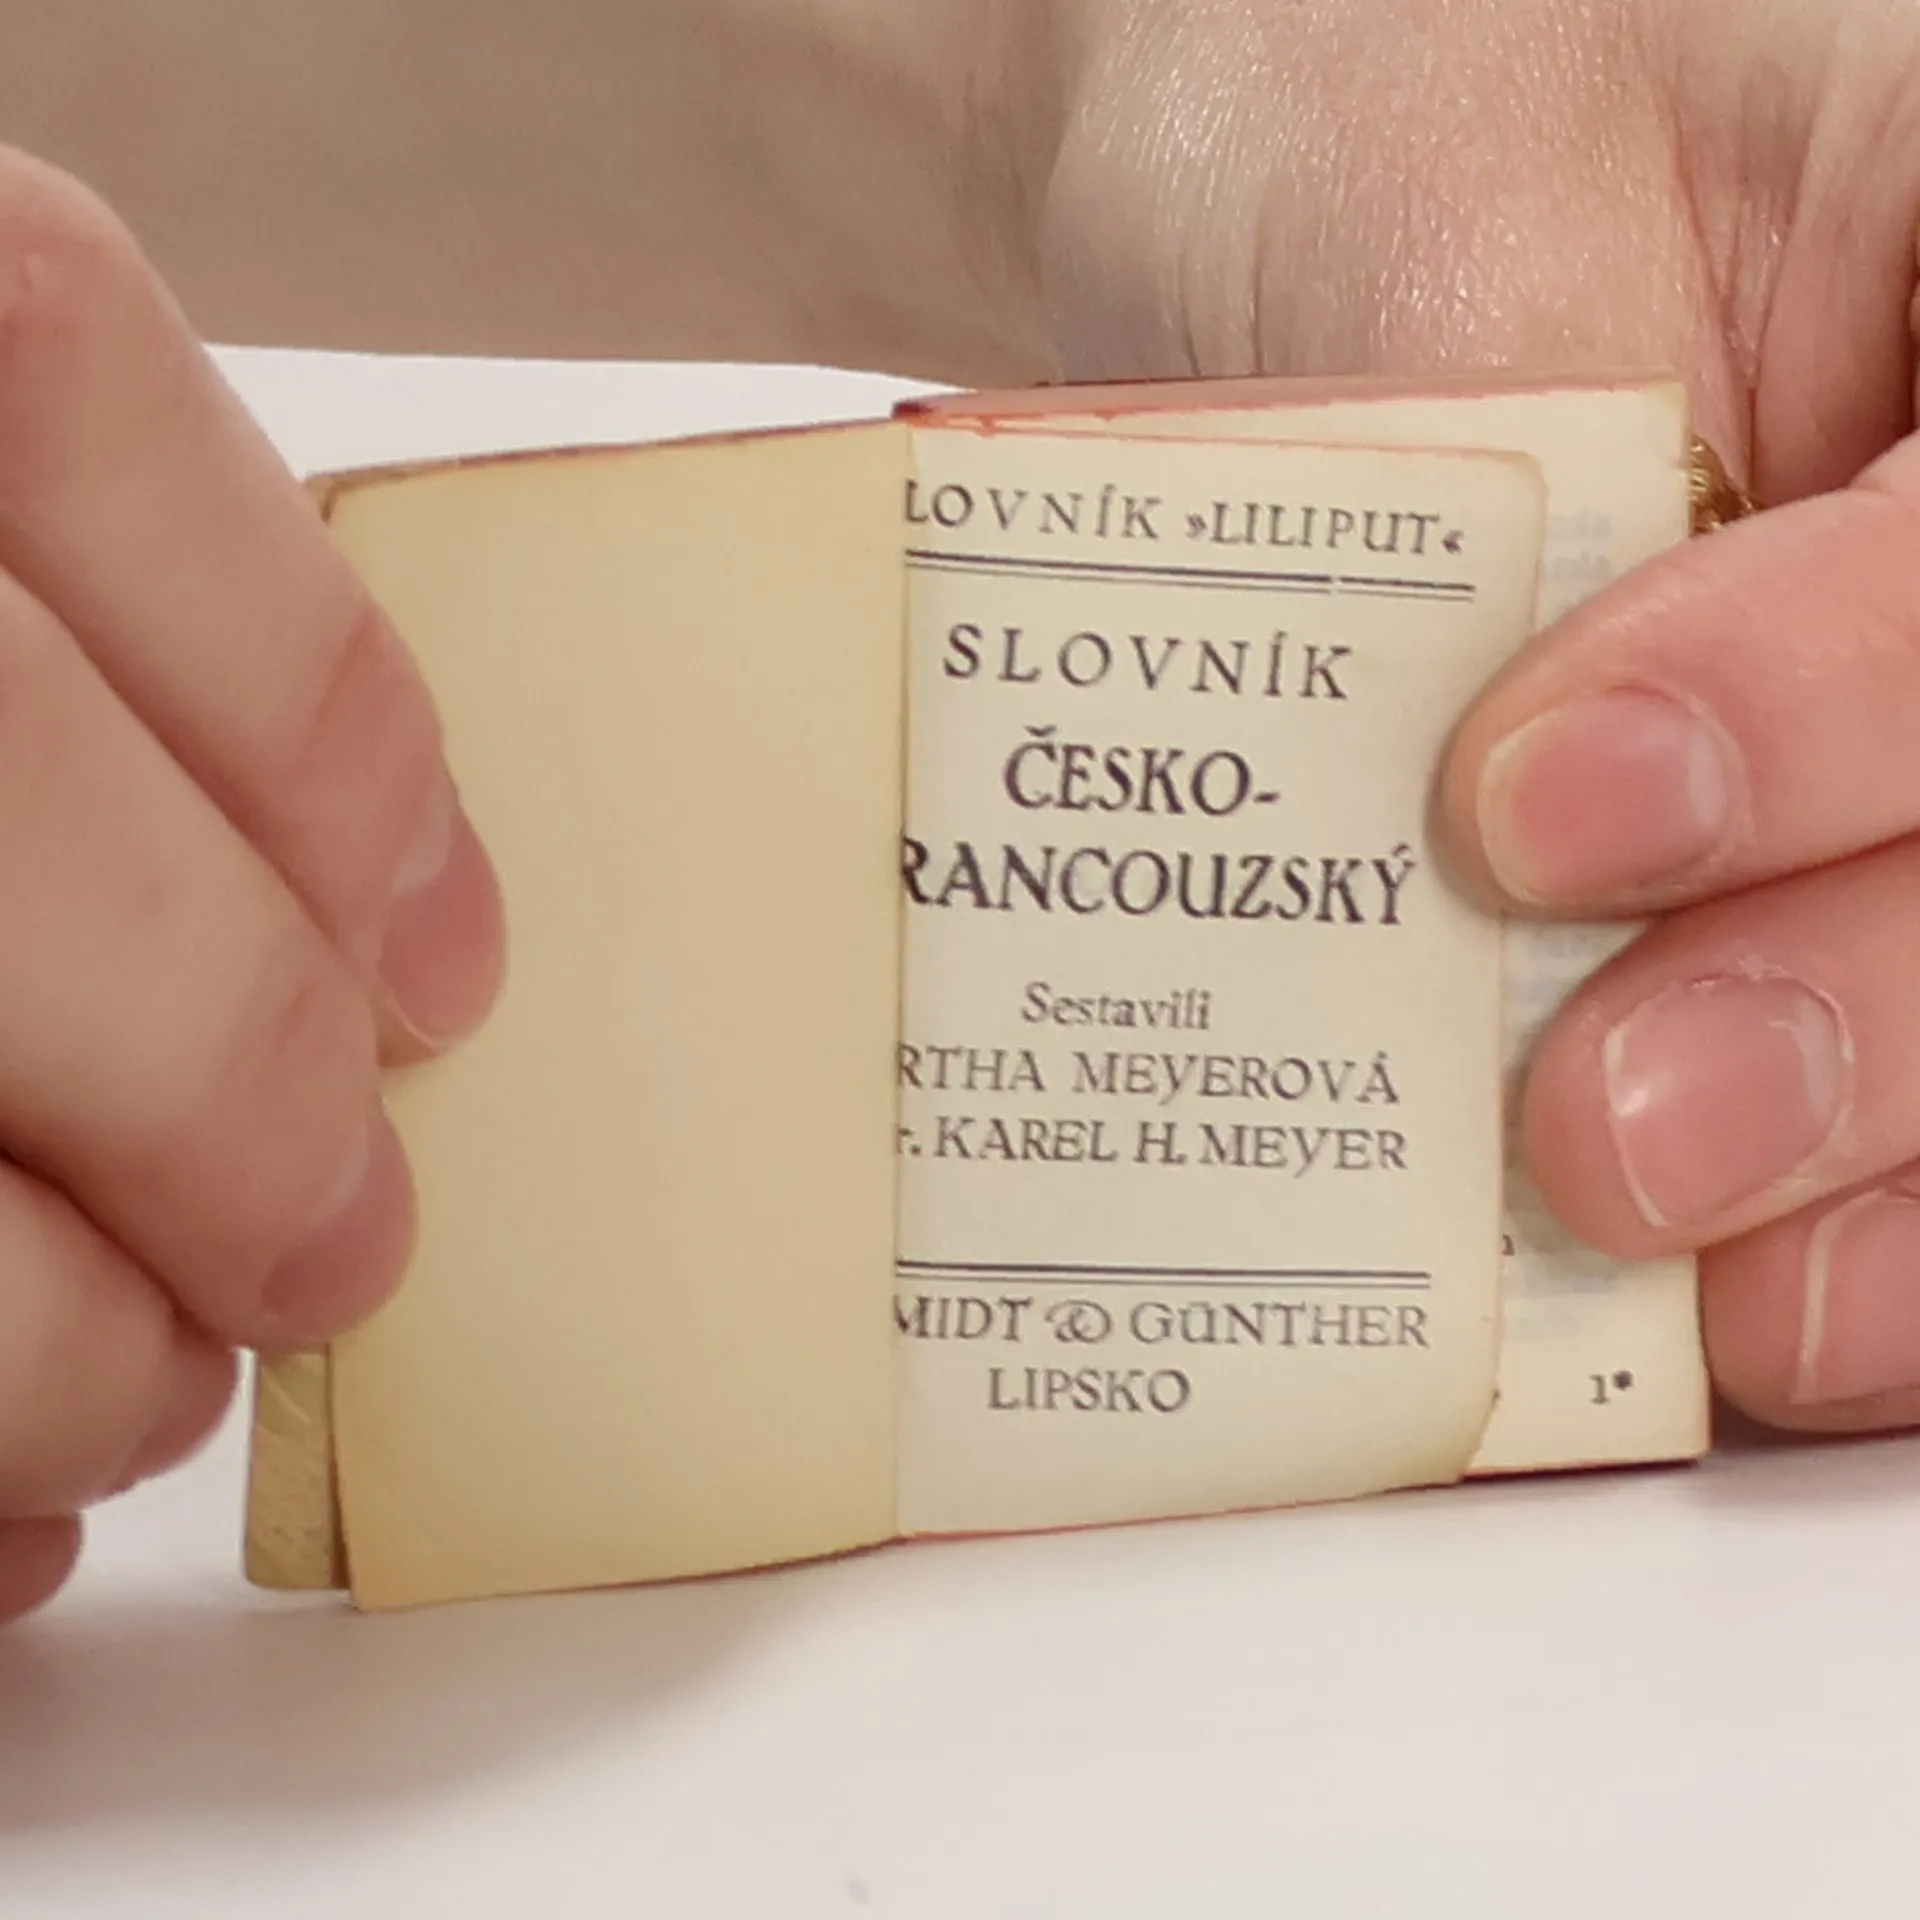 LOVNÍK »LILIPUT«
SLOVNÍK
ČESKO-
RANCOUZSKÝ
Sestavili
RTHA MEYEROVÁ
r. KAREL H. MEYER
MIDT & GÜNTHER
LIPSKO
1*